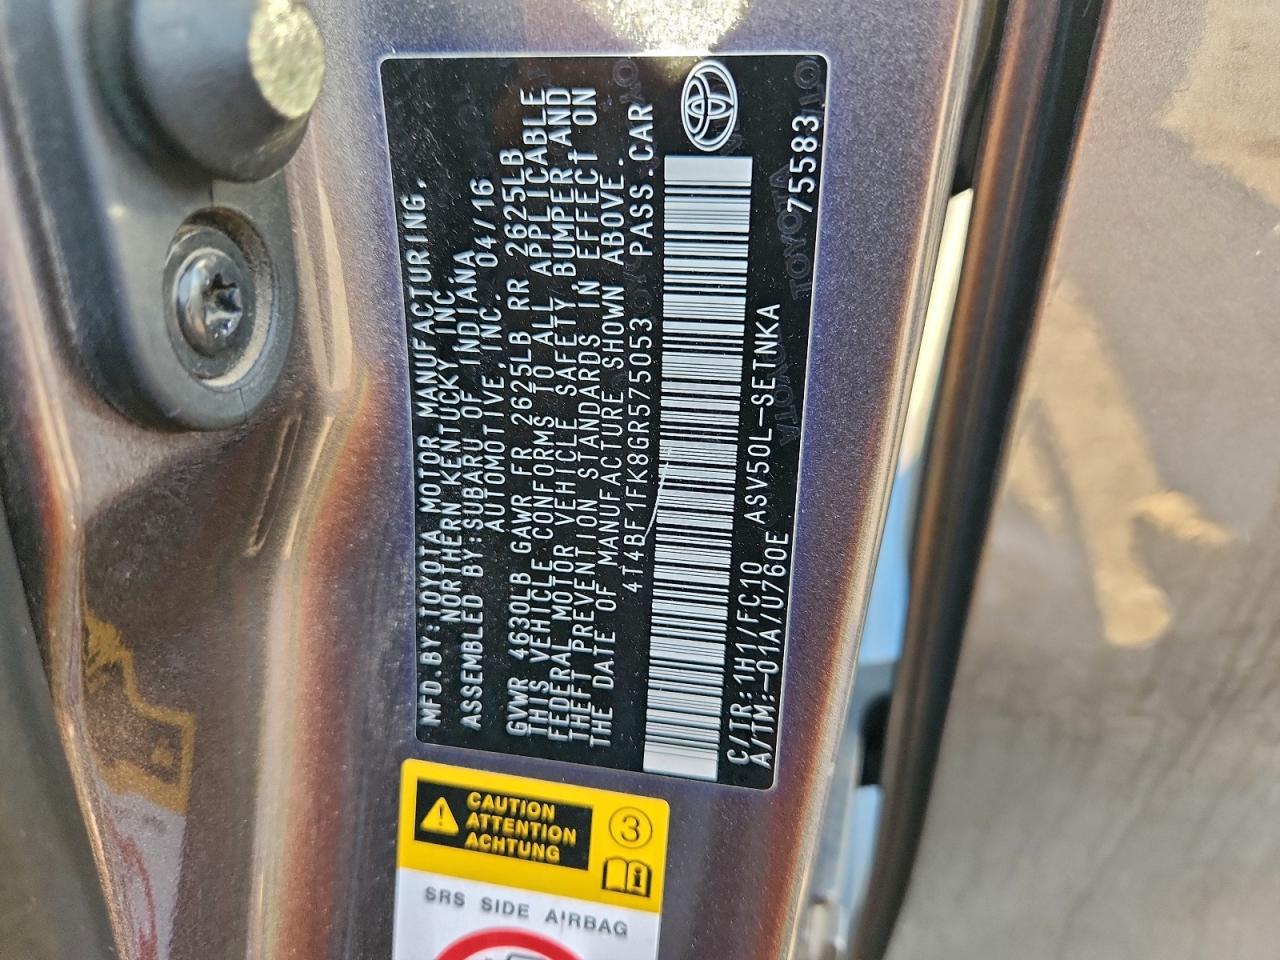 MFD.BY:TOYOTA MOTOR MANUFACTURING,
NORTHERN KENTUCKY, INC.
ASSEMBLED BY:SUBARU OF INDIANA
AUTOMOTIVE,INC. 04/16
GVWR 4630LB GAWR FR 2625LB RR 2625LB
THIS VEHICLE CONFORMS TO ALL APPLICABLE
FEDERAL MOTOR VEHICLE SAFETY, BUMPER, AND
THEFT PREVENTION STANDARDS IN EFFECT ON
THE DATE OF MANUFACTURE SHOWN ABOVE.
4T4BF1FK8GR575053 PASS.CAR
C/TR:1H1/FC10 ASV50L-SETNKA 75583
A/TM:-01A/U760E
CAUTION
ATTENTION
ACHTUNG
3
SRS SIDE AIRBAG